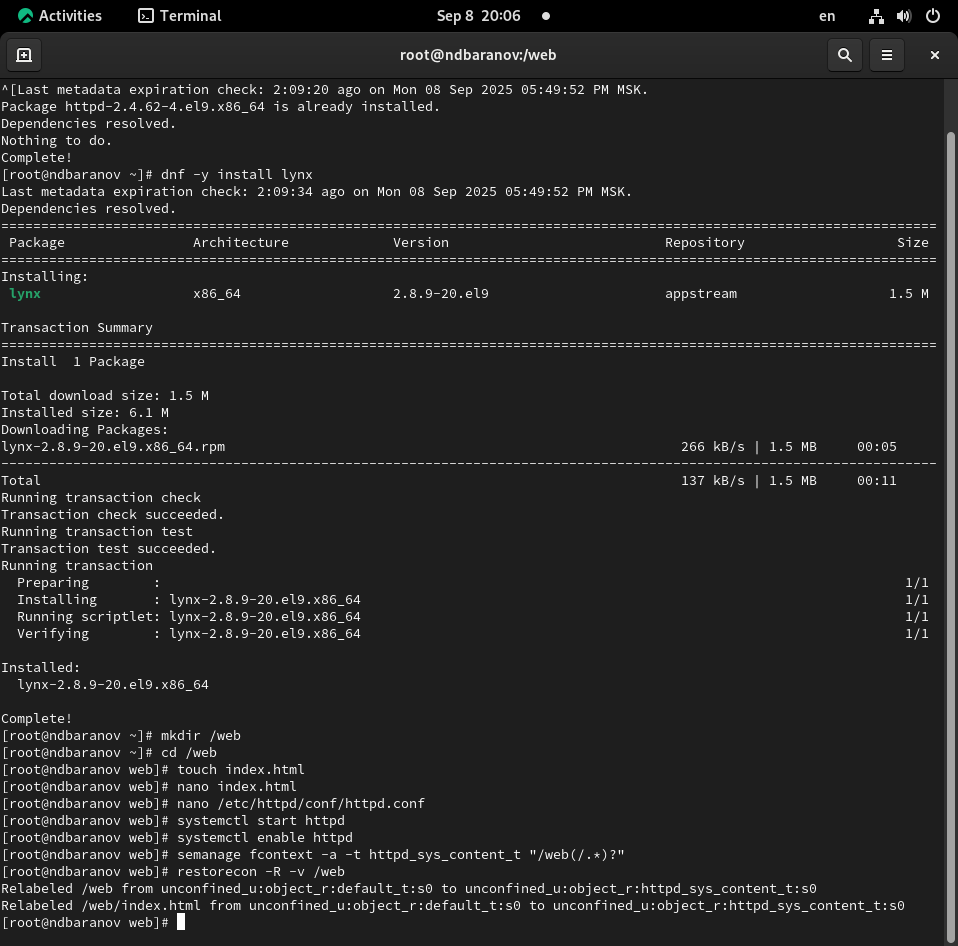 Activities Terminal Sep 8 20:06 en
root@ndbaranov:/web
^[Last metadata expiration check: 2:09:20 ago on Mon 08 Sep 2025 05:49:52 PM MSK.
Package httpd-2.4.62-4.el9.x86_64 is already installed.
Dependencies resolved.
Nothing to do.
Complete!
[root@ndbaranov ~]# dnf -y install lynx
Last metadata expiration check: 2:09:34 ago on Mon 08 Sep 2025 05:49:52 PM MSK.
Dependencies resolved.
=====================================================================================================================
 Package                Architecture             Version                           Repository                   Size
=====================================================================================================================
Installing:
 lynx                   x86_64                   2.8.9-20.el9                      appstream                   1.5 M

Transaction Summary
=====================================================================================================================
Install  1 Package

Total download size: 1.5 M
Installed size: 6.1 M
Downloading Packages:
lynx-2.8.9-20.el9.x86_64.rpm                                                         266 kB/s | 1.5 MB     00:05
---------------------------------------------------------------------------------------------------------------------
Total                                                                                137 kB/s | 1.5 MB     00:11
Running transaction check
Transaction check succeeded.
Running transaction test
Transaction test succeeded.
Running transaction
  Preparing        :                                                                                             1/1
  Installing       : lynx-2.8.9-20.el9.x86_64                                                                    1/1
  Running scriptlet: lynx-2.8.9-20.el9.x86_64                                                                    1/1
  Verifying        : lynx-2.8.9-20.el9.x86_64                                                                    1/1

Installed:
  lynx-2.8.9-20.el9.x86_64

Complete!
[root@ndbaranov ~]# mkdir /web
[root@ndbaranov ~]# cd /web
[root@ndbaranov web]# touch index.html
[root@ndbaranov web]# nano index.html
[root@ndbaranov web]# nano /etc/httpd/conf/httpd.conf
[root@ndbaranov web]# systemctl start httpd
[root@ndbaranov web]# systemctl enable httpd
[root@ndbaranov web]# semanage fcontext -a -t httpd_sys_content_t "/web(/.*)?"
[root@ndbaranov web]# restorecon -R -v /web
Relabeled /web from unconfined_u:object_r:default_t:s0 to unconfined_u:object_r:httpd_sys_content_t:s0
Relabeled /web/index.html from unconfined_u:object_r:default_t:s0 to unconfined_u:object_r:httpd_sys_content_t:s0
[root@ndbaranov web]#